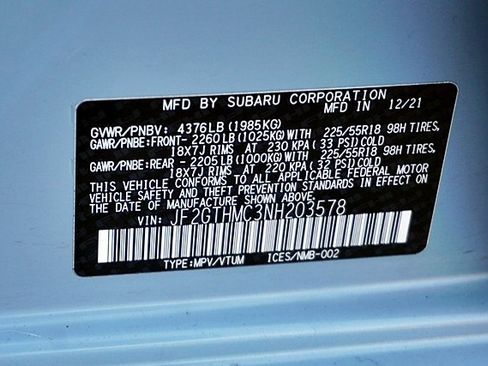 MFD BY SUBARU CORPORATION
MFD IN 12/21
GVWR/PNBV: 4376LB(1985KG)
GAWR/PNBE:FRONT-2260LB(1025KG)WITH 225/55R18 98H TIRES,
18X7J RIMS AT 230 KPA(33 PSI)COLD
GAWR/PNBE:REAR -2205LB(1000KG)WITH 225/55R18 98H TIRES,
18X7J RIMS AT 220 KPA(32 PSI)COLD
THIS VEHICLE CONFORMS TO ALL APPLICABLE FEDERAL MOTOR
VEHICLE SAFETY AND THEFT PREVENTION STANDARDS IN EFFECT ON
THE DATE OF MANUFACTURE SHOWN ABOVE.
VIN: JF2GTHMC3NH203578
TYPE:MPV/VTUM ICES/NMB-002